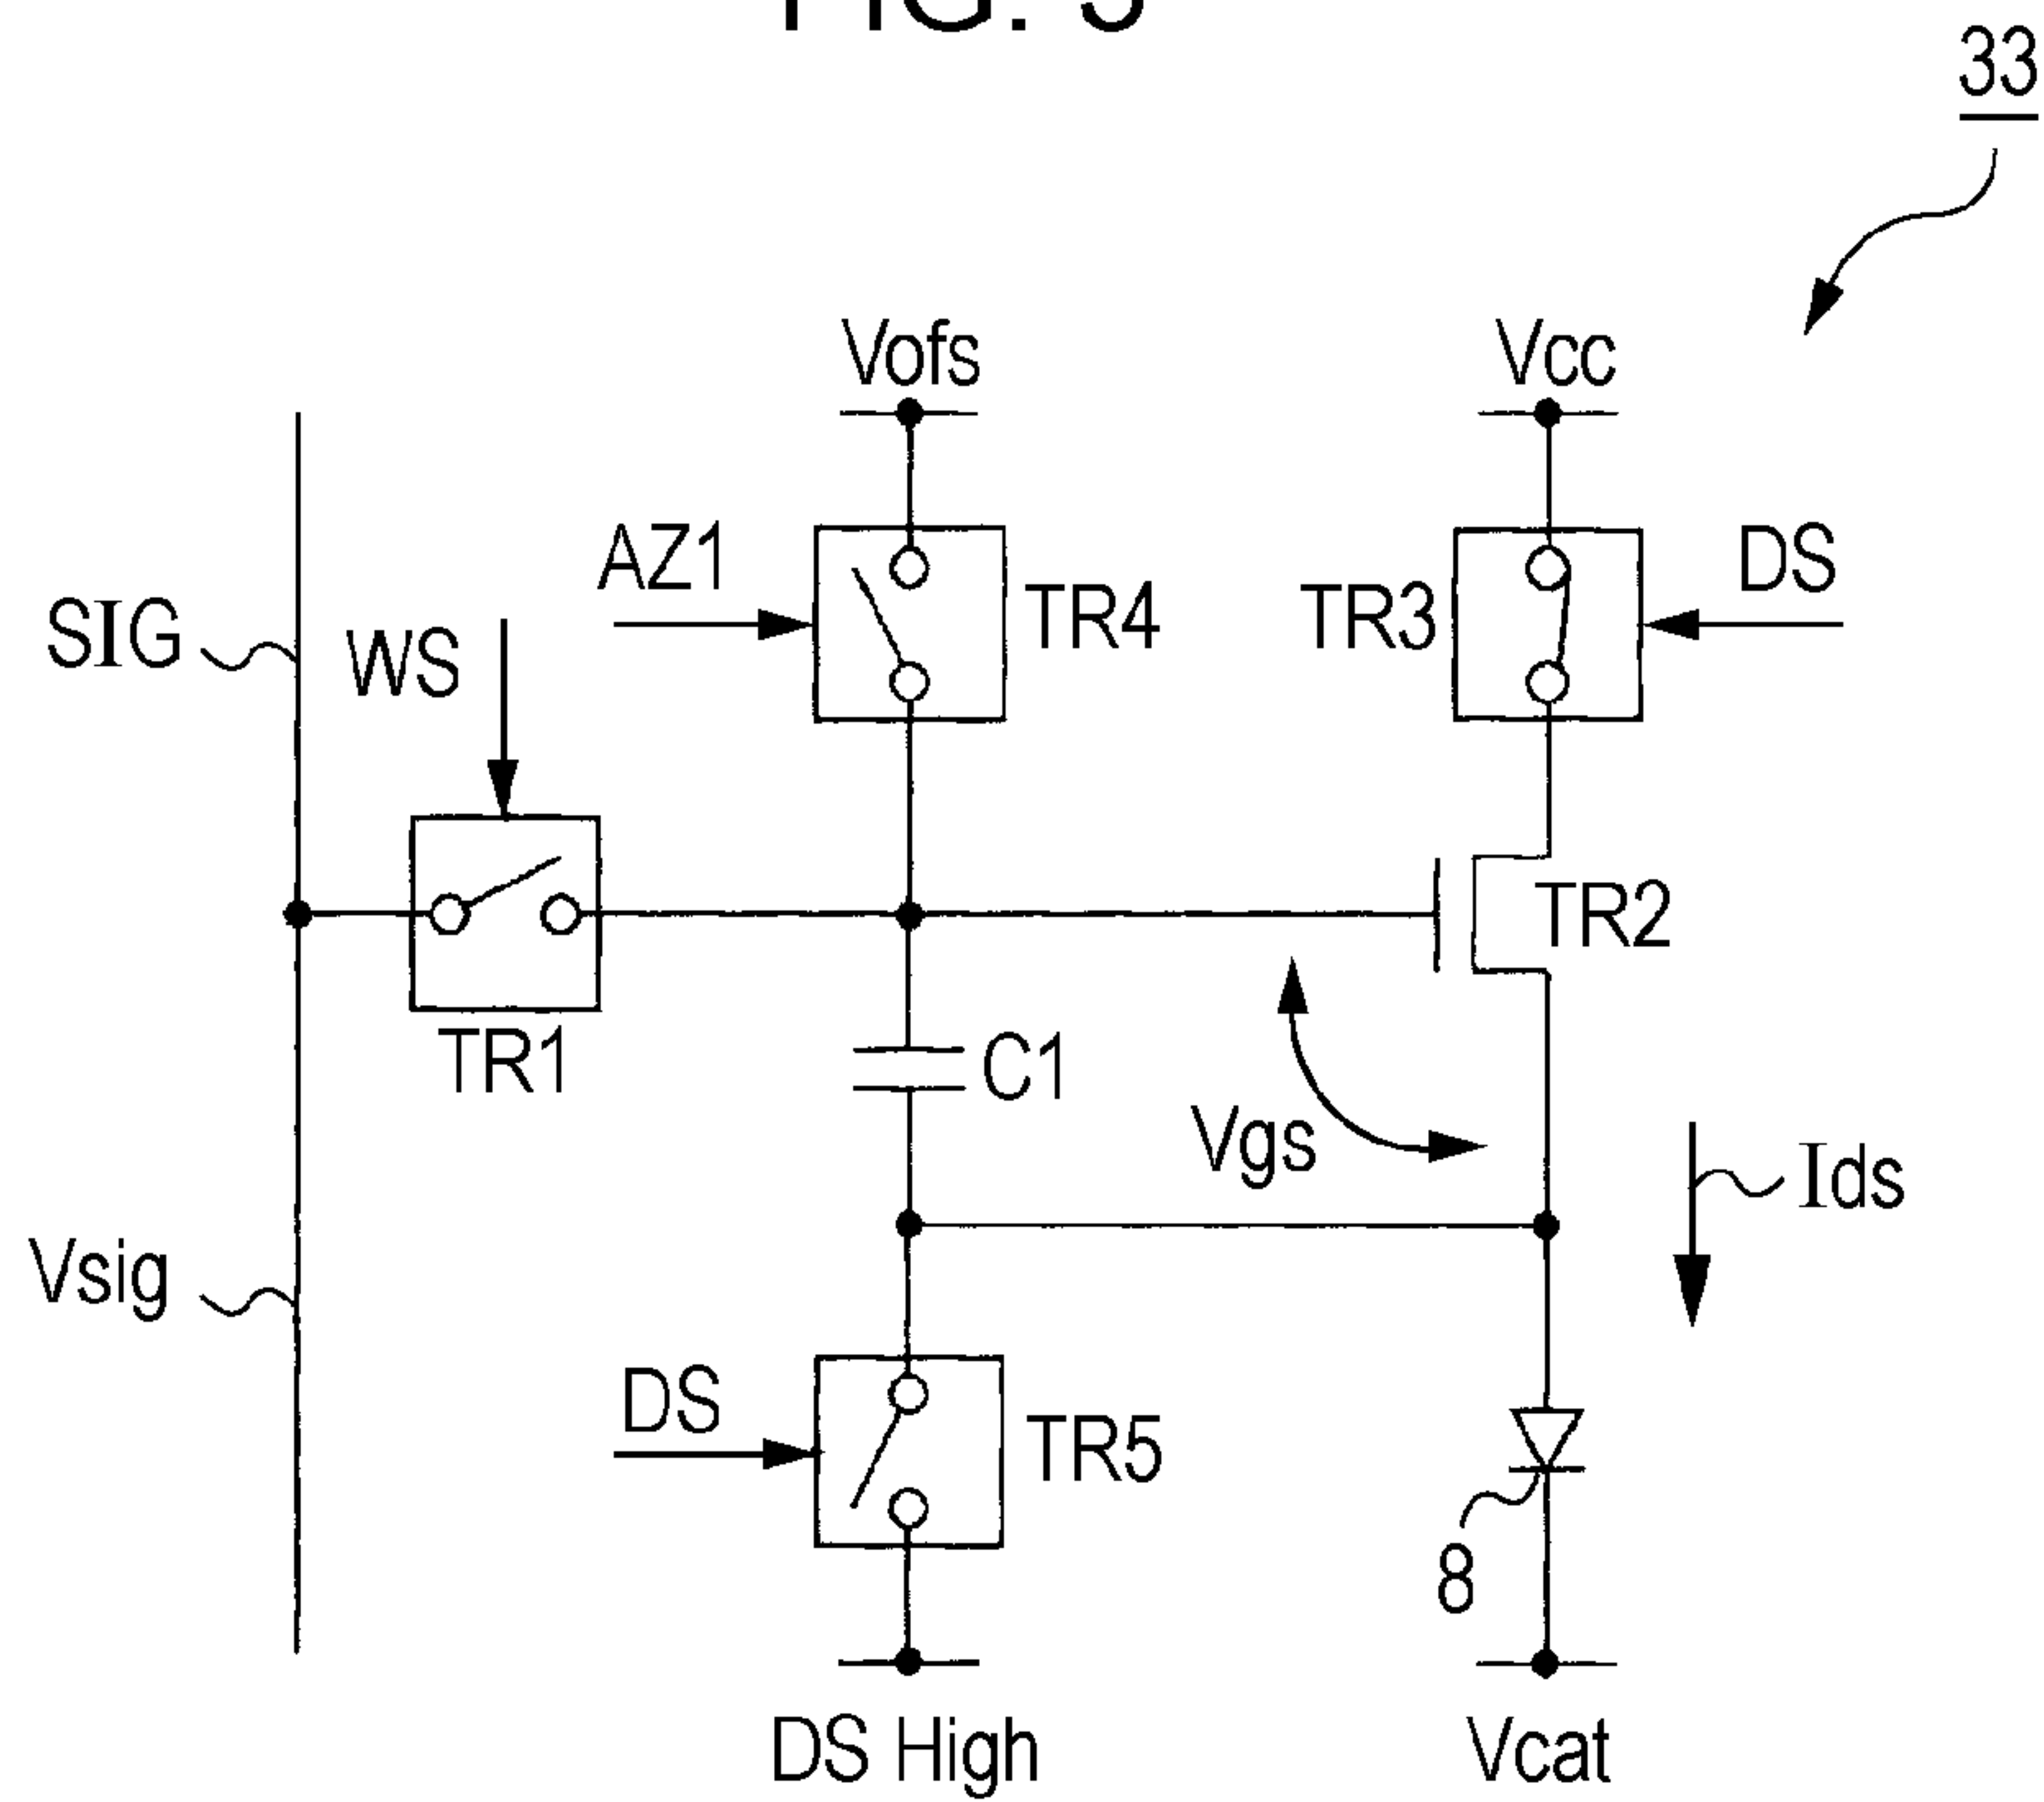 FIG.
33
Vofs
Vcc
AZ1
DS
SIG
TR4
TR3
WS
TR2
TR1
C1
Vgs
Ids
Vsig
DS
TR5
8
DS High
Vcat